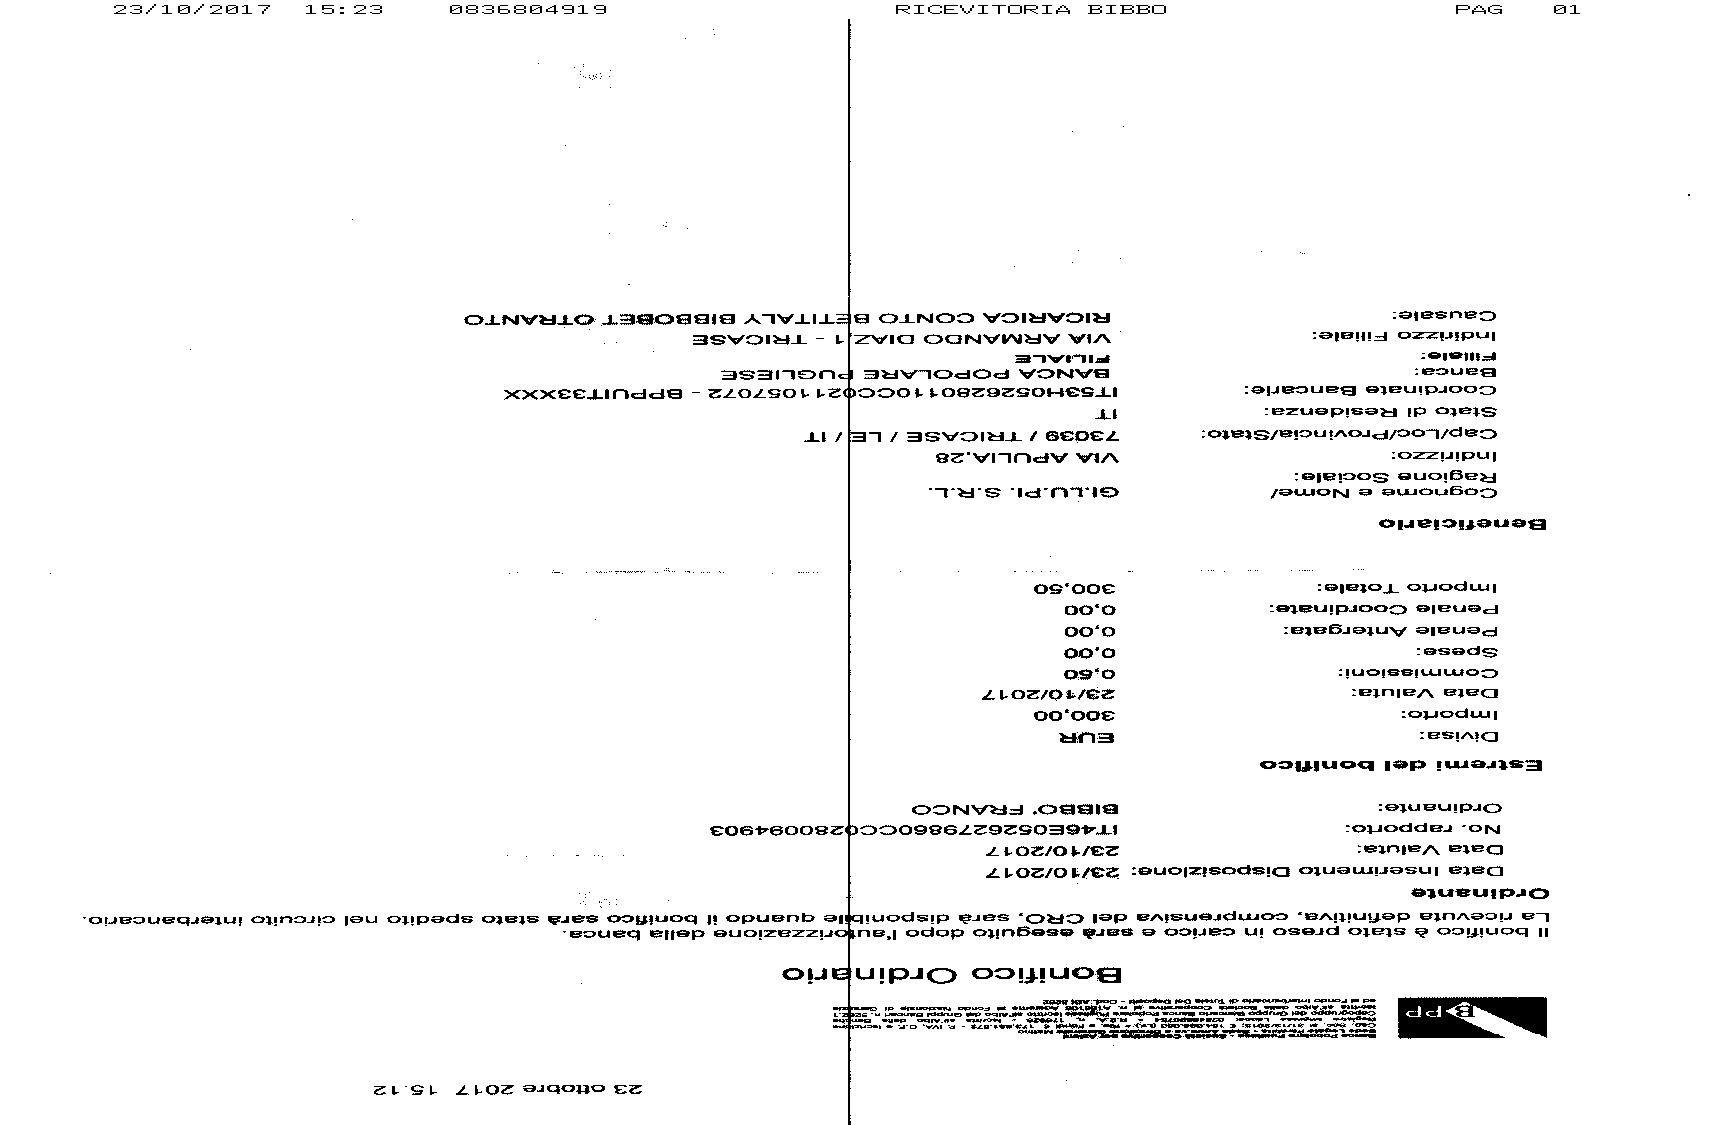 23/10/2017 15:23 0836804919 RICEVITORIA BIBBO PAG 01
23 ottobre 2017 15.12
BPP
Bonifico Ordinario
Il bonifico è stato preso in carico e sarà eseguito dopo l'autorizzazione della banca.
La ricevuta definitiva, comprensiva del CRO, sarà disponibile quando il bonifico sarà stato spedito nel circuito interbancario.
Ordinante
Data Inserimento Disposizione: 23/10/2017
Data Valuta: 23/10/2017
No. rapporto: IT46E0526279860CC0280094903
Ordinante: BIBBO' FRANCO
Estremi del bonifico
Divisa: EUR
Importo: 300,00
Data Valuta: 23/10/2017
Commissioni: 0,50
Spese: 0,00
Penale Antergata: 0,00
Penale Coordinate: 0,00
Importo Totale: 300,50
Beneficiario
Cognome e Nome/ GI.LU.PI. S.R.L.
Ragione Sociale:
Indirizzo: VIA APULIA,28
Cap/Loc/Provincia/Stato: 73039 / TRICASE / LE / IT
Stato di Residenza: IT
Coordinate Bancarie: IT53H0526280110CC0211057072 - BPPUIT33XXX
Banca: BANCA POPOLARE PUGLIESE
Filiale: FILIALE
Indirizzo Filiale: VIA ARMANDO DIAZ,1 - TRICASE
Causale: RICARICA CONTO BETITALY BIBBOBET OTRANTO